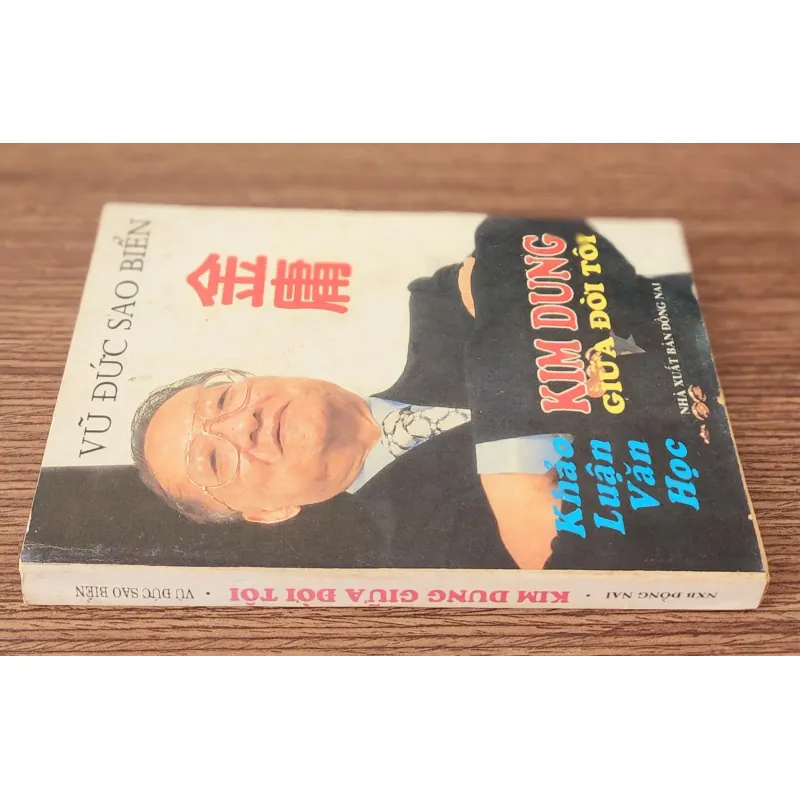 VŨ ĐỨC SAO BIỂN
金庸
Khảo
Luận
Văn
Học
KIM DUNG
GIỮA ĐỜI TÔI
NHÀ XUẤT BẢN ĐỒNG NAI
VŨ ĐỨC SAO BIỂN • KIM DUNG GIỮA ĐỜI TÔI • NXB ĐỒNG NAI